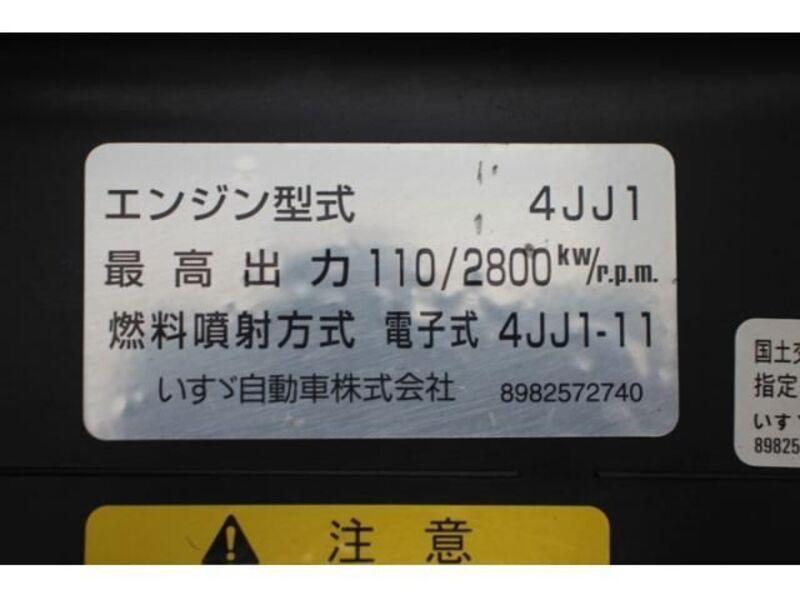 エンジン型式 4JJ1
最高出力 110/2800 kW/r.p.m.
燃料噴射方式 電子式 4JJ1-11
いすゞ自動車株式会社 8982572740
国土交
指定
いすゞ
89825
注意